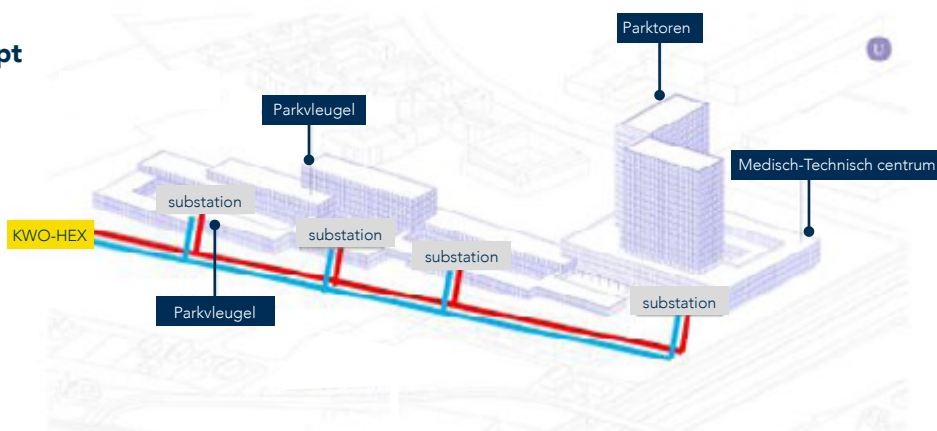 pt
Parktoren
U
Parkvleugel
Medisch-Technisch centrum
substation
KWO-HEX
substation
substation
Parkvleugel
substation